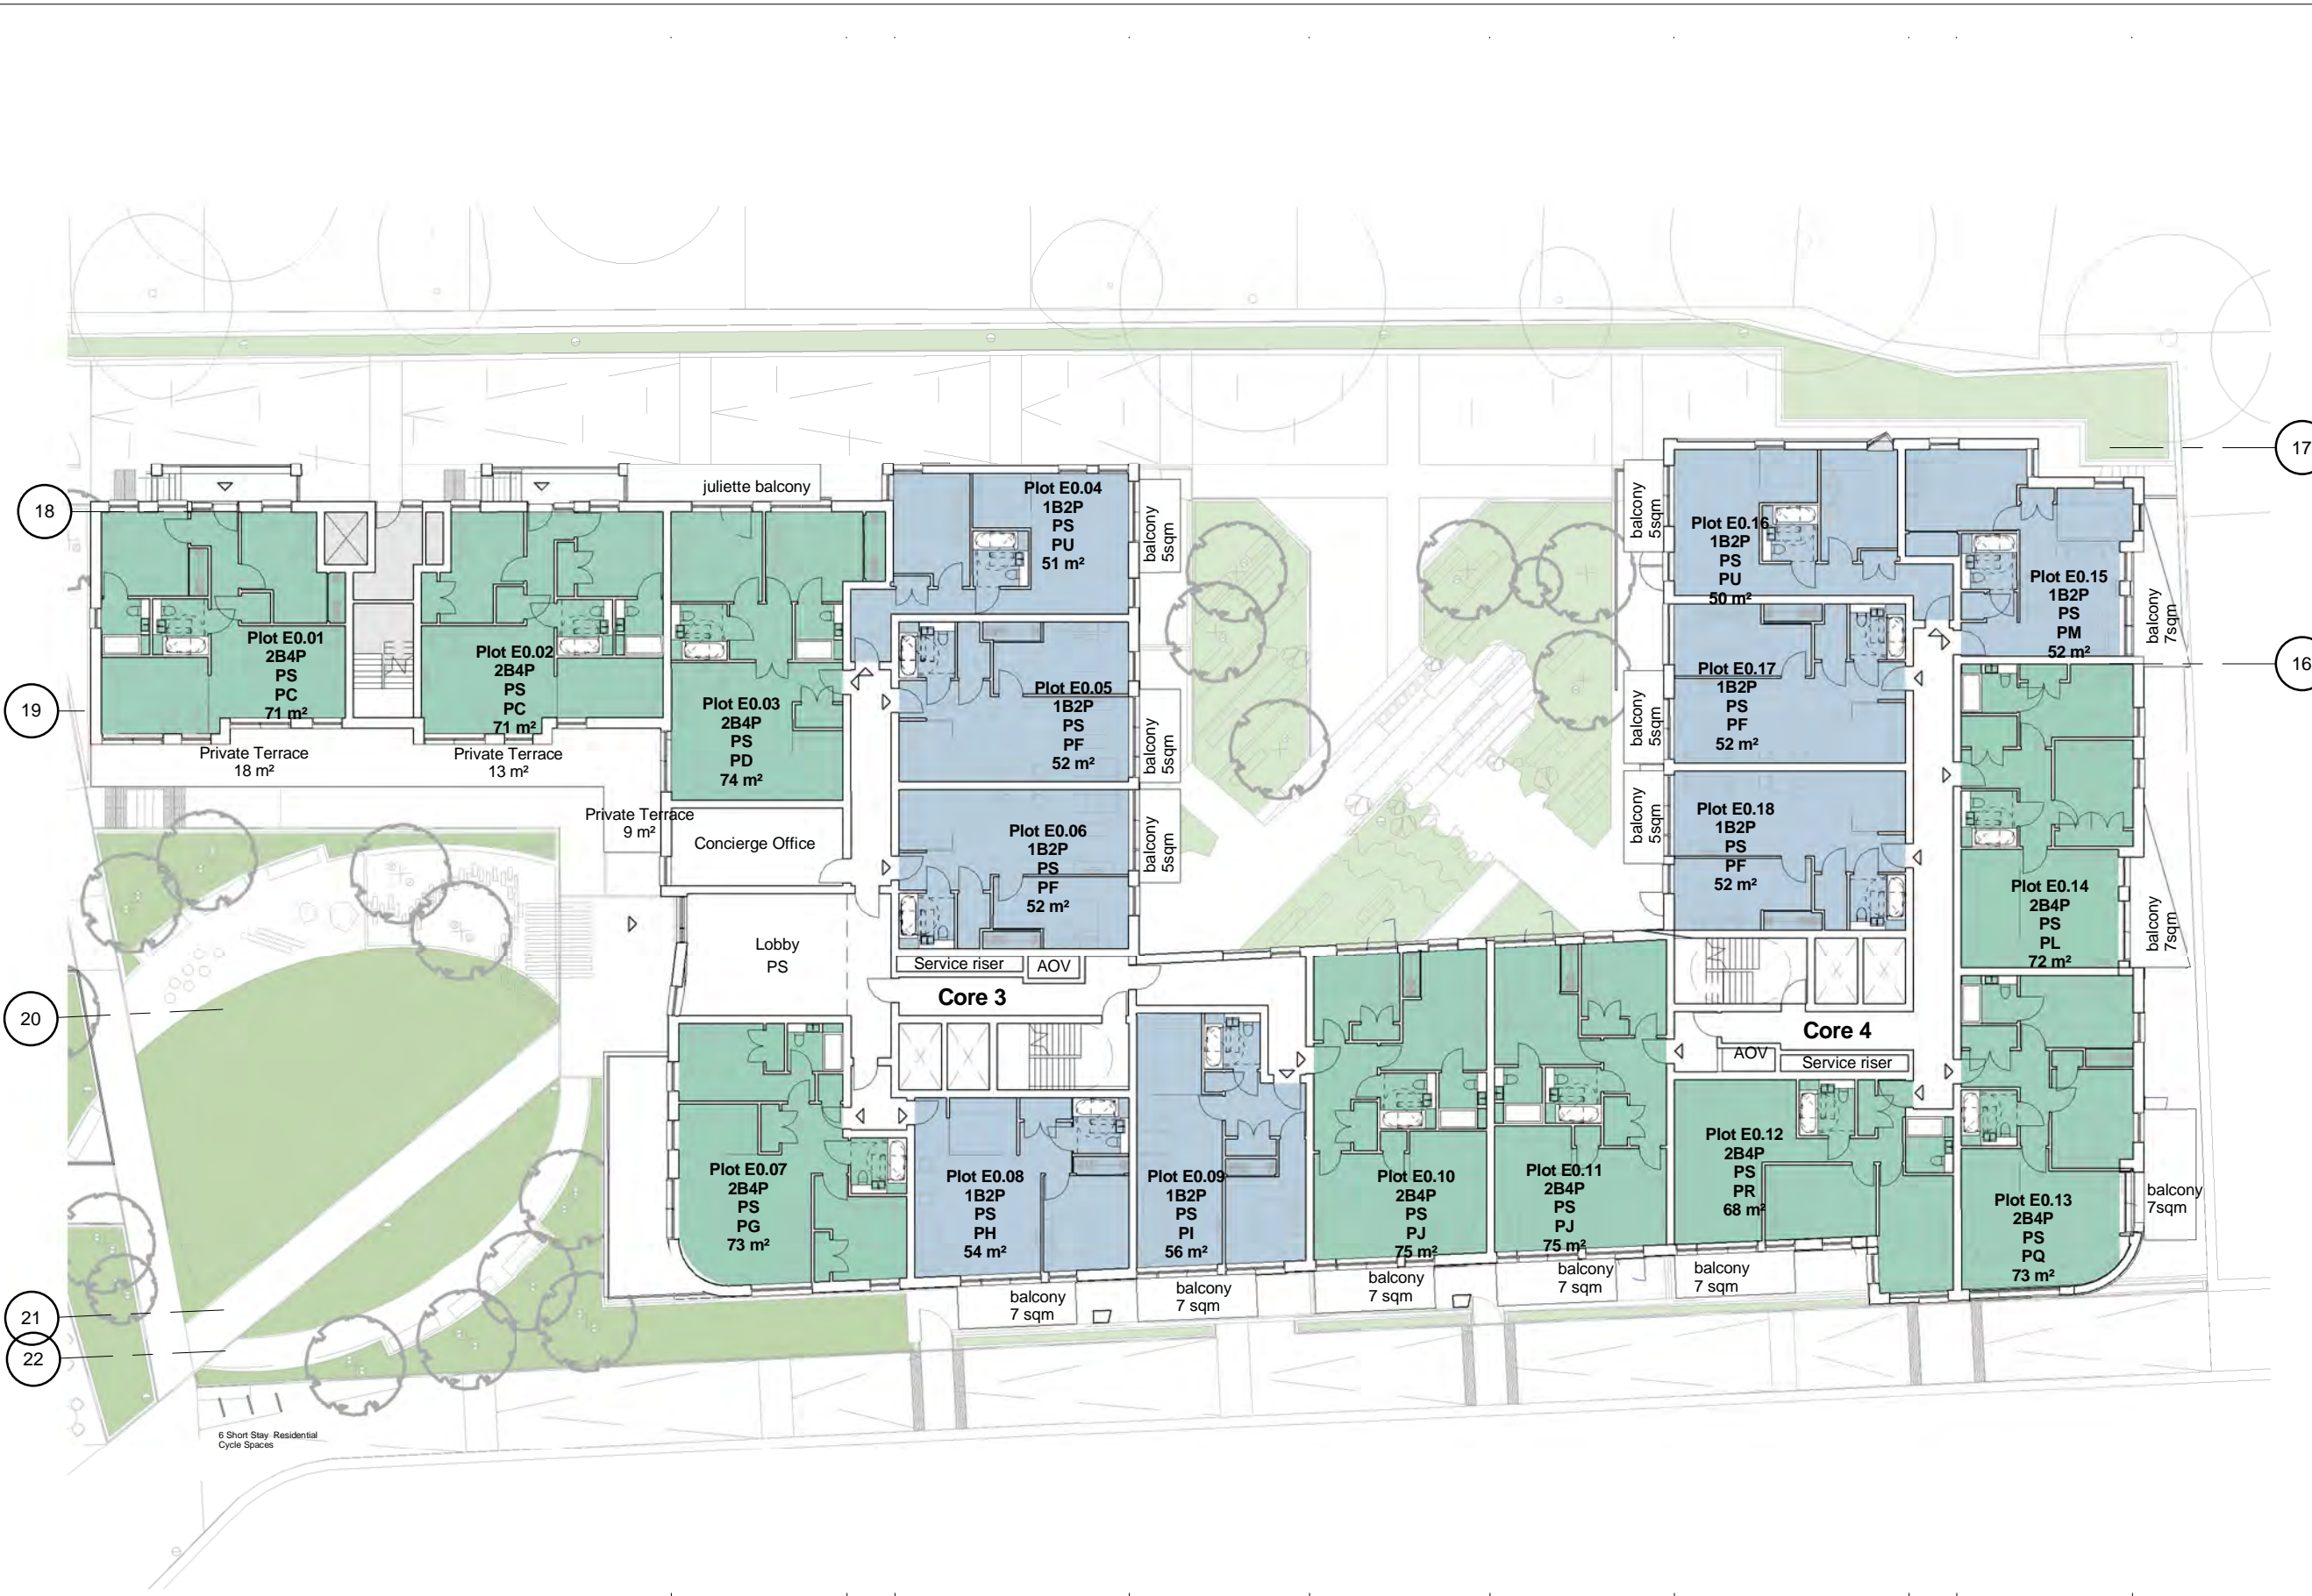 17
18
juliette balcony
Plot E0.04
1B2P
PS
PU
51 m²
balcony
5sqm
balcony
5sqm
Plot E0.16
1B2P
PS
PU
50 m²
Plot E0.15
1B2P
PS
PM
52 m²
balcony
7sqm
16
19
Plot E0.01
2B4P
PS
PC
71 m²
Plot E0.02
2B4P
PS
PC
71 m²
Plot E0.03
2B4P
PS
PD
74 m²
Plot E0.05
1B2P
PS
PF
52 m²
balcony
5sqm
balcony
5sqm
Plot E0.17
1B2P
PS
PF
52 m²
Private Terrace
18 m²
Private Terrace
13 m²
Private Terrace
9 m²
Concierge Office
Plot E0.06
1B2P
PS
PF
52 m²
balcony
5sqm
balcony
5sqm
Plot E0.18
1B2P
PS
PF
52 m²
Plot E0.14
2B4P
PS
PL
72 m²
balcony
7sqm
Lobby
PS
Service riser
AOV
Core 3
20
Core 4
AOV
Service riser
Plot E0.07
2B4P
PS
PG
73 m²
Plot E0.08
1B2P
PS
PH
54 m²
Plot E0.09
1B2P
PS
PI
56 m²
Plot E0.10
2B4P
PS
PJ
75 m²
Plot E0.11
2B4P
PS
PJ
75 m²
Plot E0.12
2B4P
PS
PR
68 m²
Plot E0.13
2B4P
PS
PQ
73 m²
balcony
7sqm
balcony
7 sqm
balcony
7 sqm
balcony
7 sqm
balcony
7 sqm
balcony
7 sqm
21
22
6 Short Stay Residential
Cycle Spaces